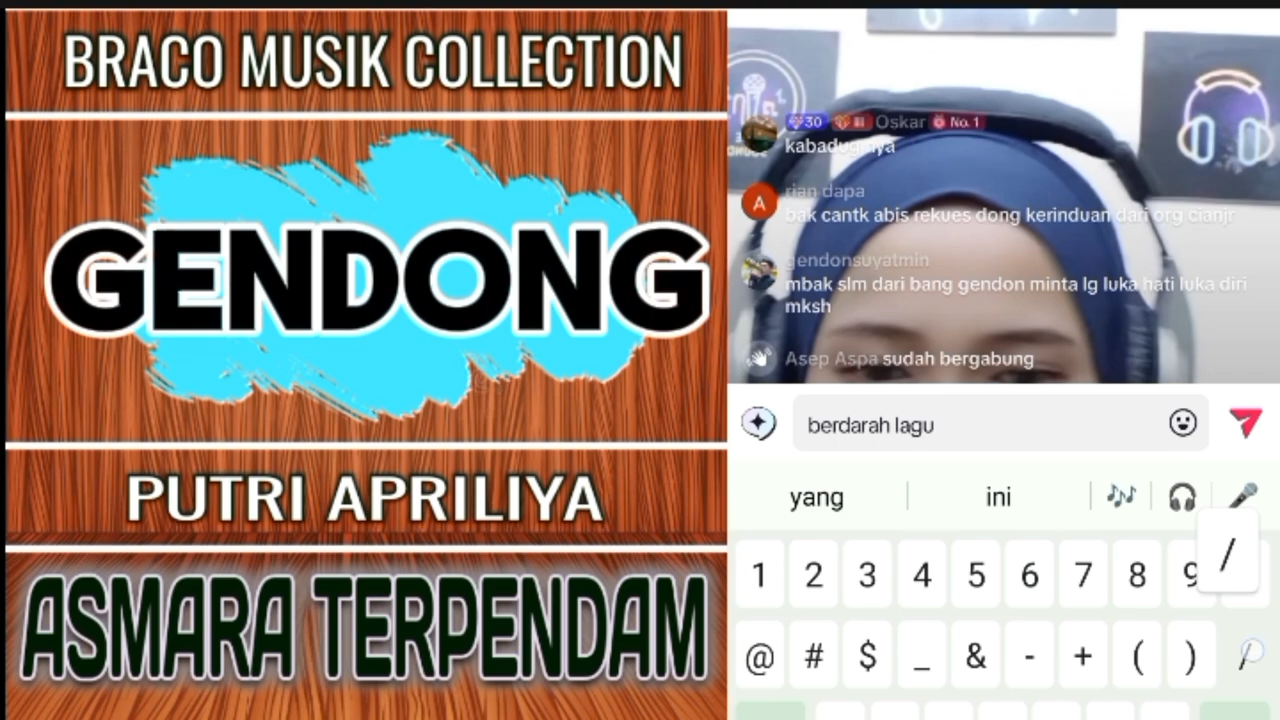 BRACO MUSIK COLLECTION
GENDONG
PUTRI APRILIYA
ASMARA TERPENDAM
30 Oskar No. 1
rian dapa
bak cantk abis rekues dong kerinduan dari org cianjr
A
gendonsuyatmin
mbak slm dari bang gendon minta lg luka hati luka diri
mksh
Asep Aspa sudah bergabung
berdarah lagu
yang ini
1 2 3 4 5 6 7 8 9 /
@ # $ _ & - + ( )